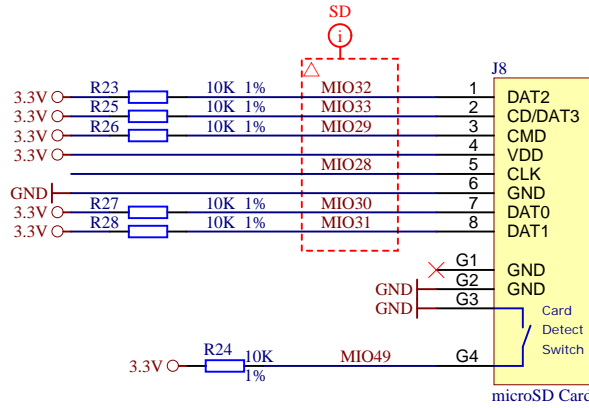 SD
i
J8
3.3V R23 10K 1% MIO32 1 DAT2
3.3V R25 10K 1% MIO33 2 CD/DAT3
3.3V R26 10K 1% MIO29 3 CMD
3.3V 4 VDD
MIO28 5 CLK
GND 6 GND
3.3V R27 10K 1% MIO30 7 DAT0
3.3V R28 10K 1% MIO31 8 DAT1
G1 GND
GND G2 GND
GND G3 Card
Detect
Switch
3.3V R24 10K 1% MIO49 G4
microSD Card